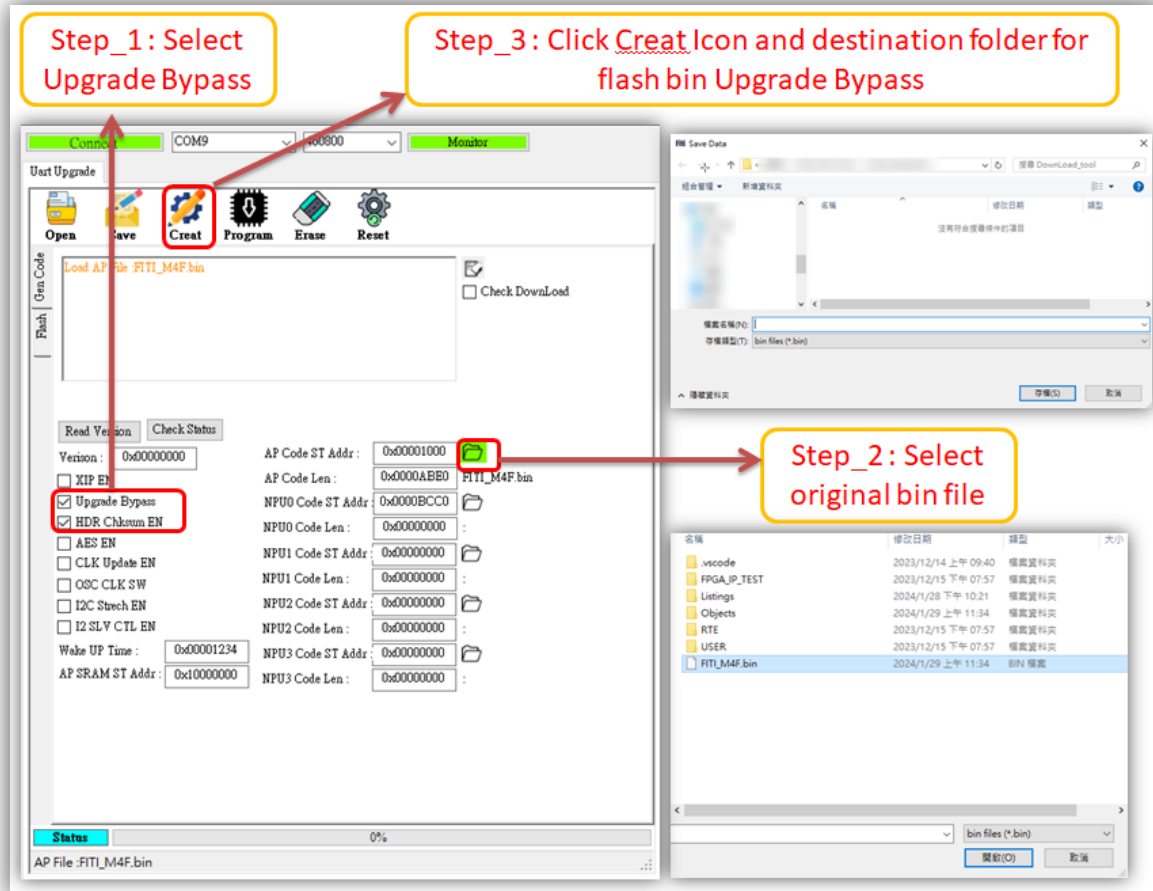 Step_1 : Select
Upgrade Bypass
Step_3 : Click Creat Icon and destination folder for
flash bin Upgrade Bypass
Connect
COM9
460800
Monitor
Uart Upgrade
Open
Save
Creat
Program
Erase
Reset
Gen Code
Flash
Load AP File :FITI_M4F.bin
Check DownLoad
Read Version
Check Status
Verison :
0x00000000
XIP EN
Upgrade Bypass
HDR Chksum EN
AES EN
CLK Update EN
OSC CLK SW
I2C Strech EN
I2 SLV CTL EN
Wake UP Time :
0x00001234
AP SRAM ST Addr :
0x10000000
AP Code ST Addr :
0x00001000
AP Code Len :
0x0000ABE0
FITI_M4F.bin
NPU0 Code ST Addr :
0x0000BCC0
NPU0 Code Len :
0x00000000
:
NPU1 Code ST Addr :
0x00000000
NPU1 Code Len :
0x00000000
:
NPU2 Code ST Addr :
0x00000000
NPU2 Code Len :
0x00000000
:
NPU3 Code ST Addr :
0x00000000
NPU3 Code Len :
0x00000000
:
Status
0%
AP File :FITI_M4F.bin
Save Data
搜尋 DownLoad_tool
組合管理
新增資料夾
名稱
修改日期
類型
沒有符合搜尋條件的項目
檔案名稱(N):
存檔類型(T):
bin files (*.bin)
隱藏資料夾
存檔(S)
取消
Step_2 : Select
original bin file
名稱
修改日期
類型
大小
.vscode
2023/12/14 上午 09:40
檔案資料夾
FPGA_IP_TEST
2023/12/15 下午 07:57
檔案資料夾
Listings
2024/1/28 下午 10:21
檔案資料夾
Objects
2024/1/29 上午 11:34
檔案資料夾
RTE
2023/12/15 下午 07:57
檔案資料夾
USER
2023/12/15 下午 07:57
檔案資料夾
FITI_M4F.bin
2024/1/29 上午 11:34
BIN 檔案
bin files (*.bin)
開啟(O)
取消